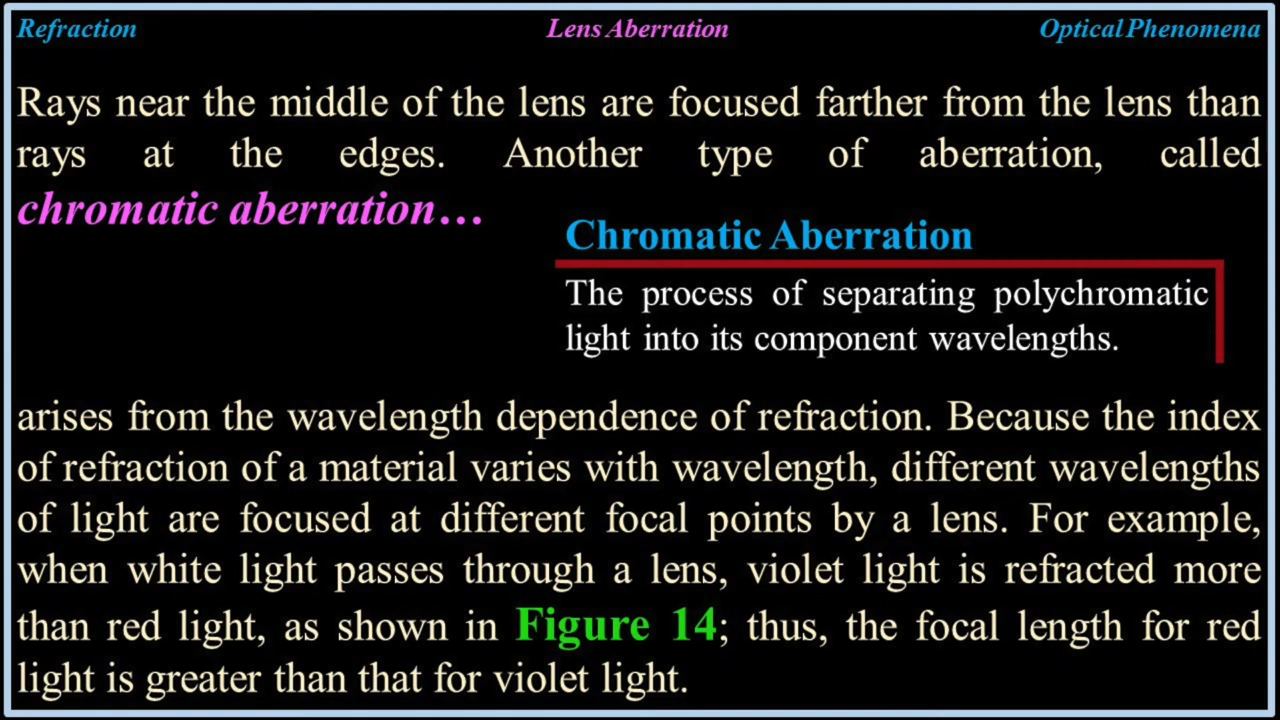 Refraction
Lens Aberration
Optical Phenomena
Rays near the middle of the lens are focused farther from the lens than
rays at the edges. Another type of aberration, called
chromatic aberration…
Chromatic Aberration
The process of separating polychromatic
light into its component wavelengths.
arises from the wavelength dependence of refraction. Because the index
of refraction of a material varies with wavelength, different wavelengths
of light are focused at different focal points by a lens. For example,
when white light passes through a lens, violet light is refracted more
than red light, as shown in Figure 14; thus, the focal length for red
light is greater than that for violet light.